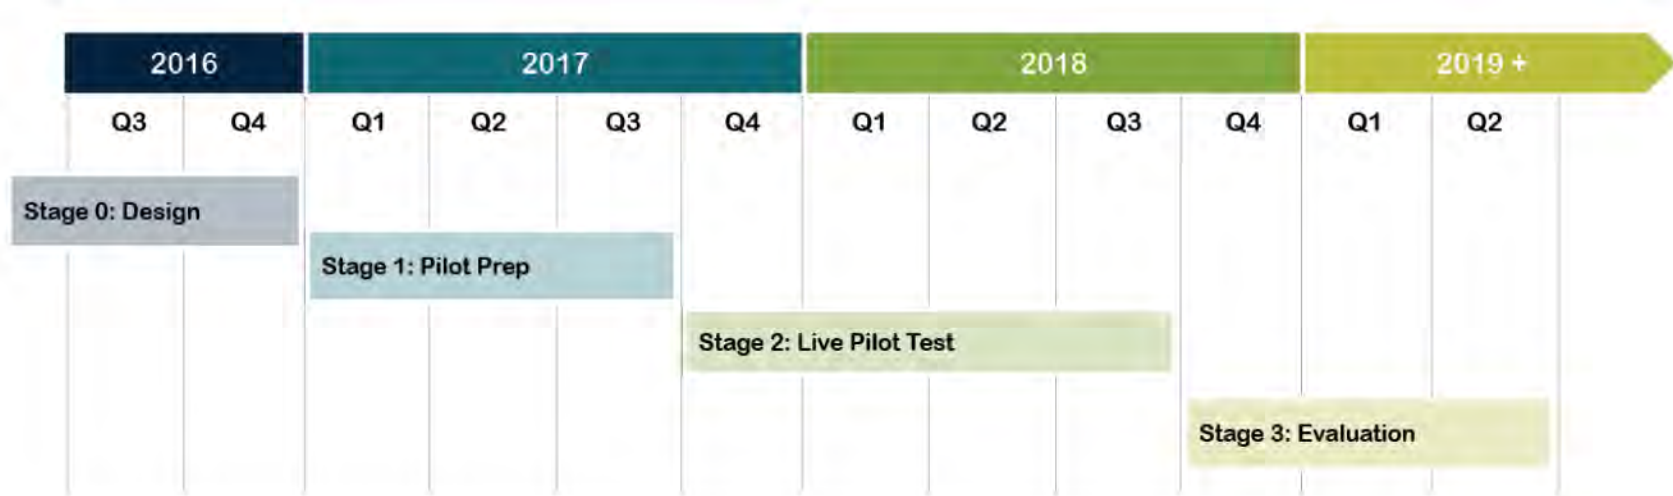 2016 2017 2018 2019 +
Q3 Q4 Q1 Q2 Q3 Q4 Q1 Q2 Q3 Q4 Q1 Q2
Stage 0: Design
Stage 1: Pilot Prep
Stage 2: Live Pilot Test
Stage 3: Evaluation